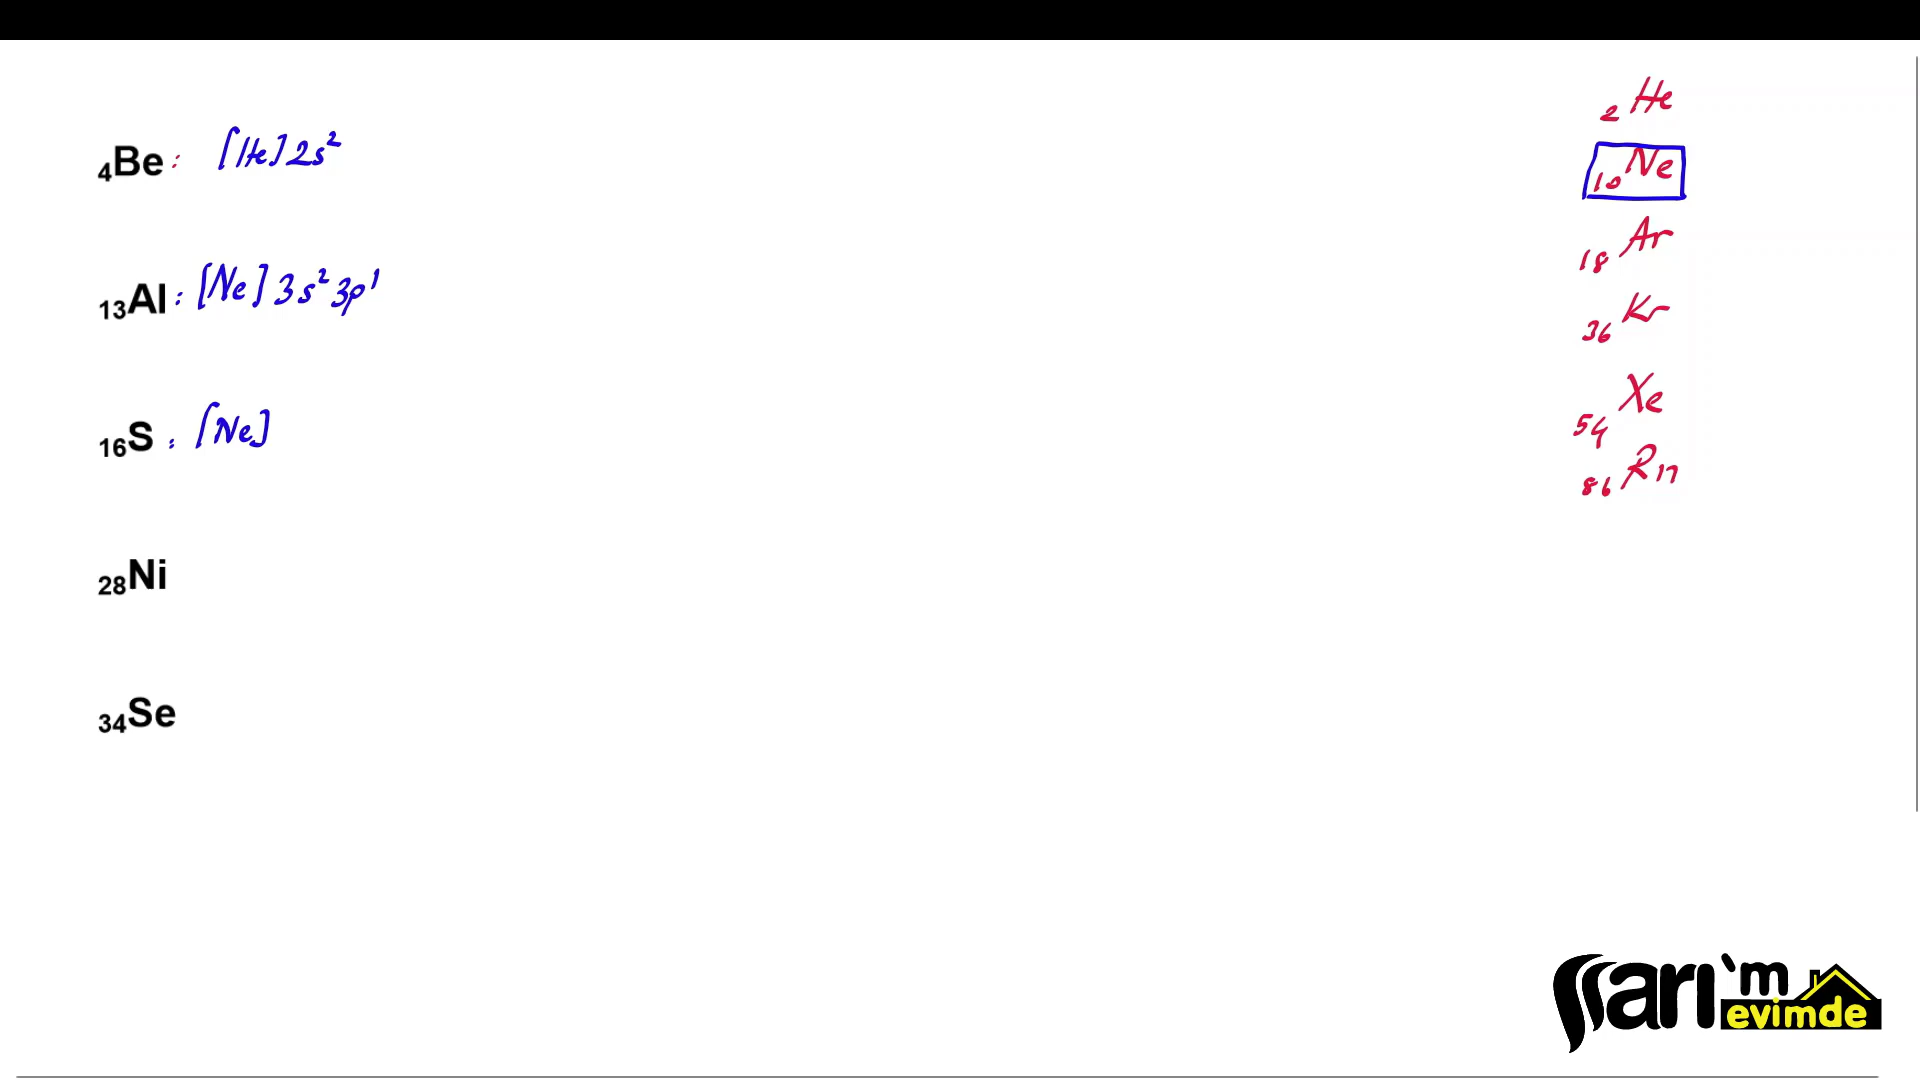 ₂He
₄Be: [He] 2s²
₁₀Ne
₁₈Ar
₁₃Al: [Ne] 3s² 3p¹
₃₆Kr
₅₄Xe
₁₆S: [Ne]
₈₆Rn
₂₈Ni
₃₄Se
Sarı'm
evimde